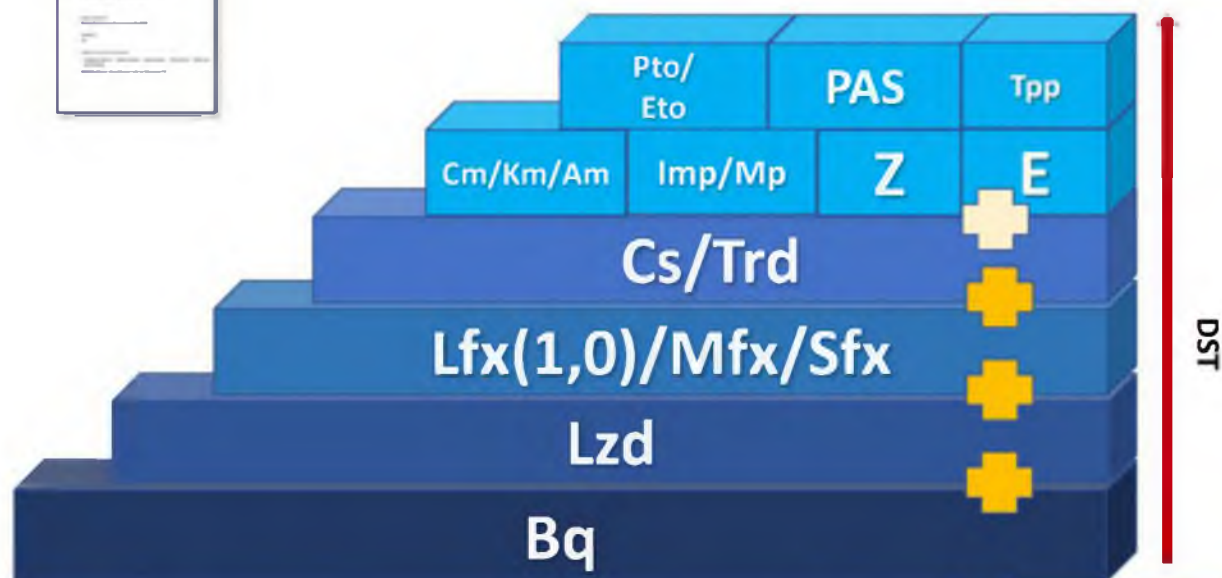 Pto/
Eto
PAS
Tpp
Cm/Km/Am
Imp/Mp
Z
E
Cs/Trd
Lfx(1,0)/Mfx/Sfx
Lzd
Bq
DST